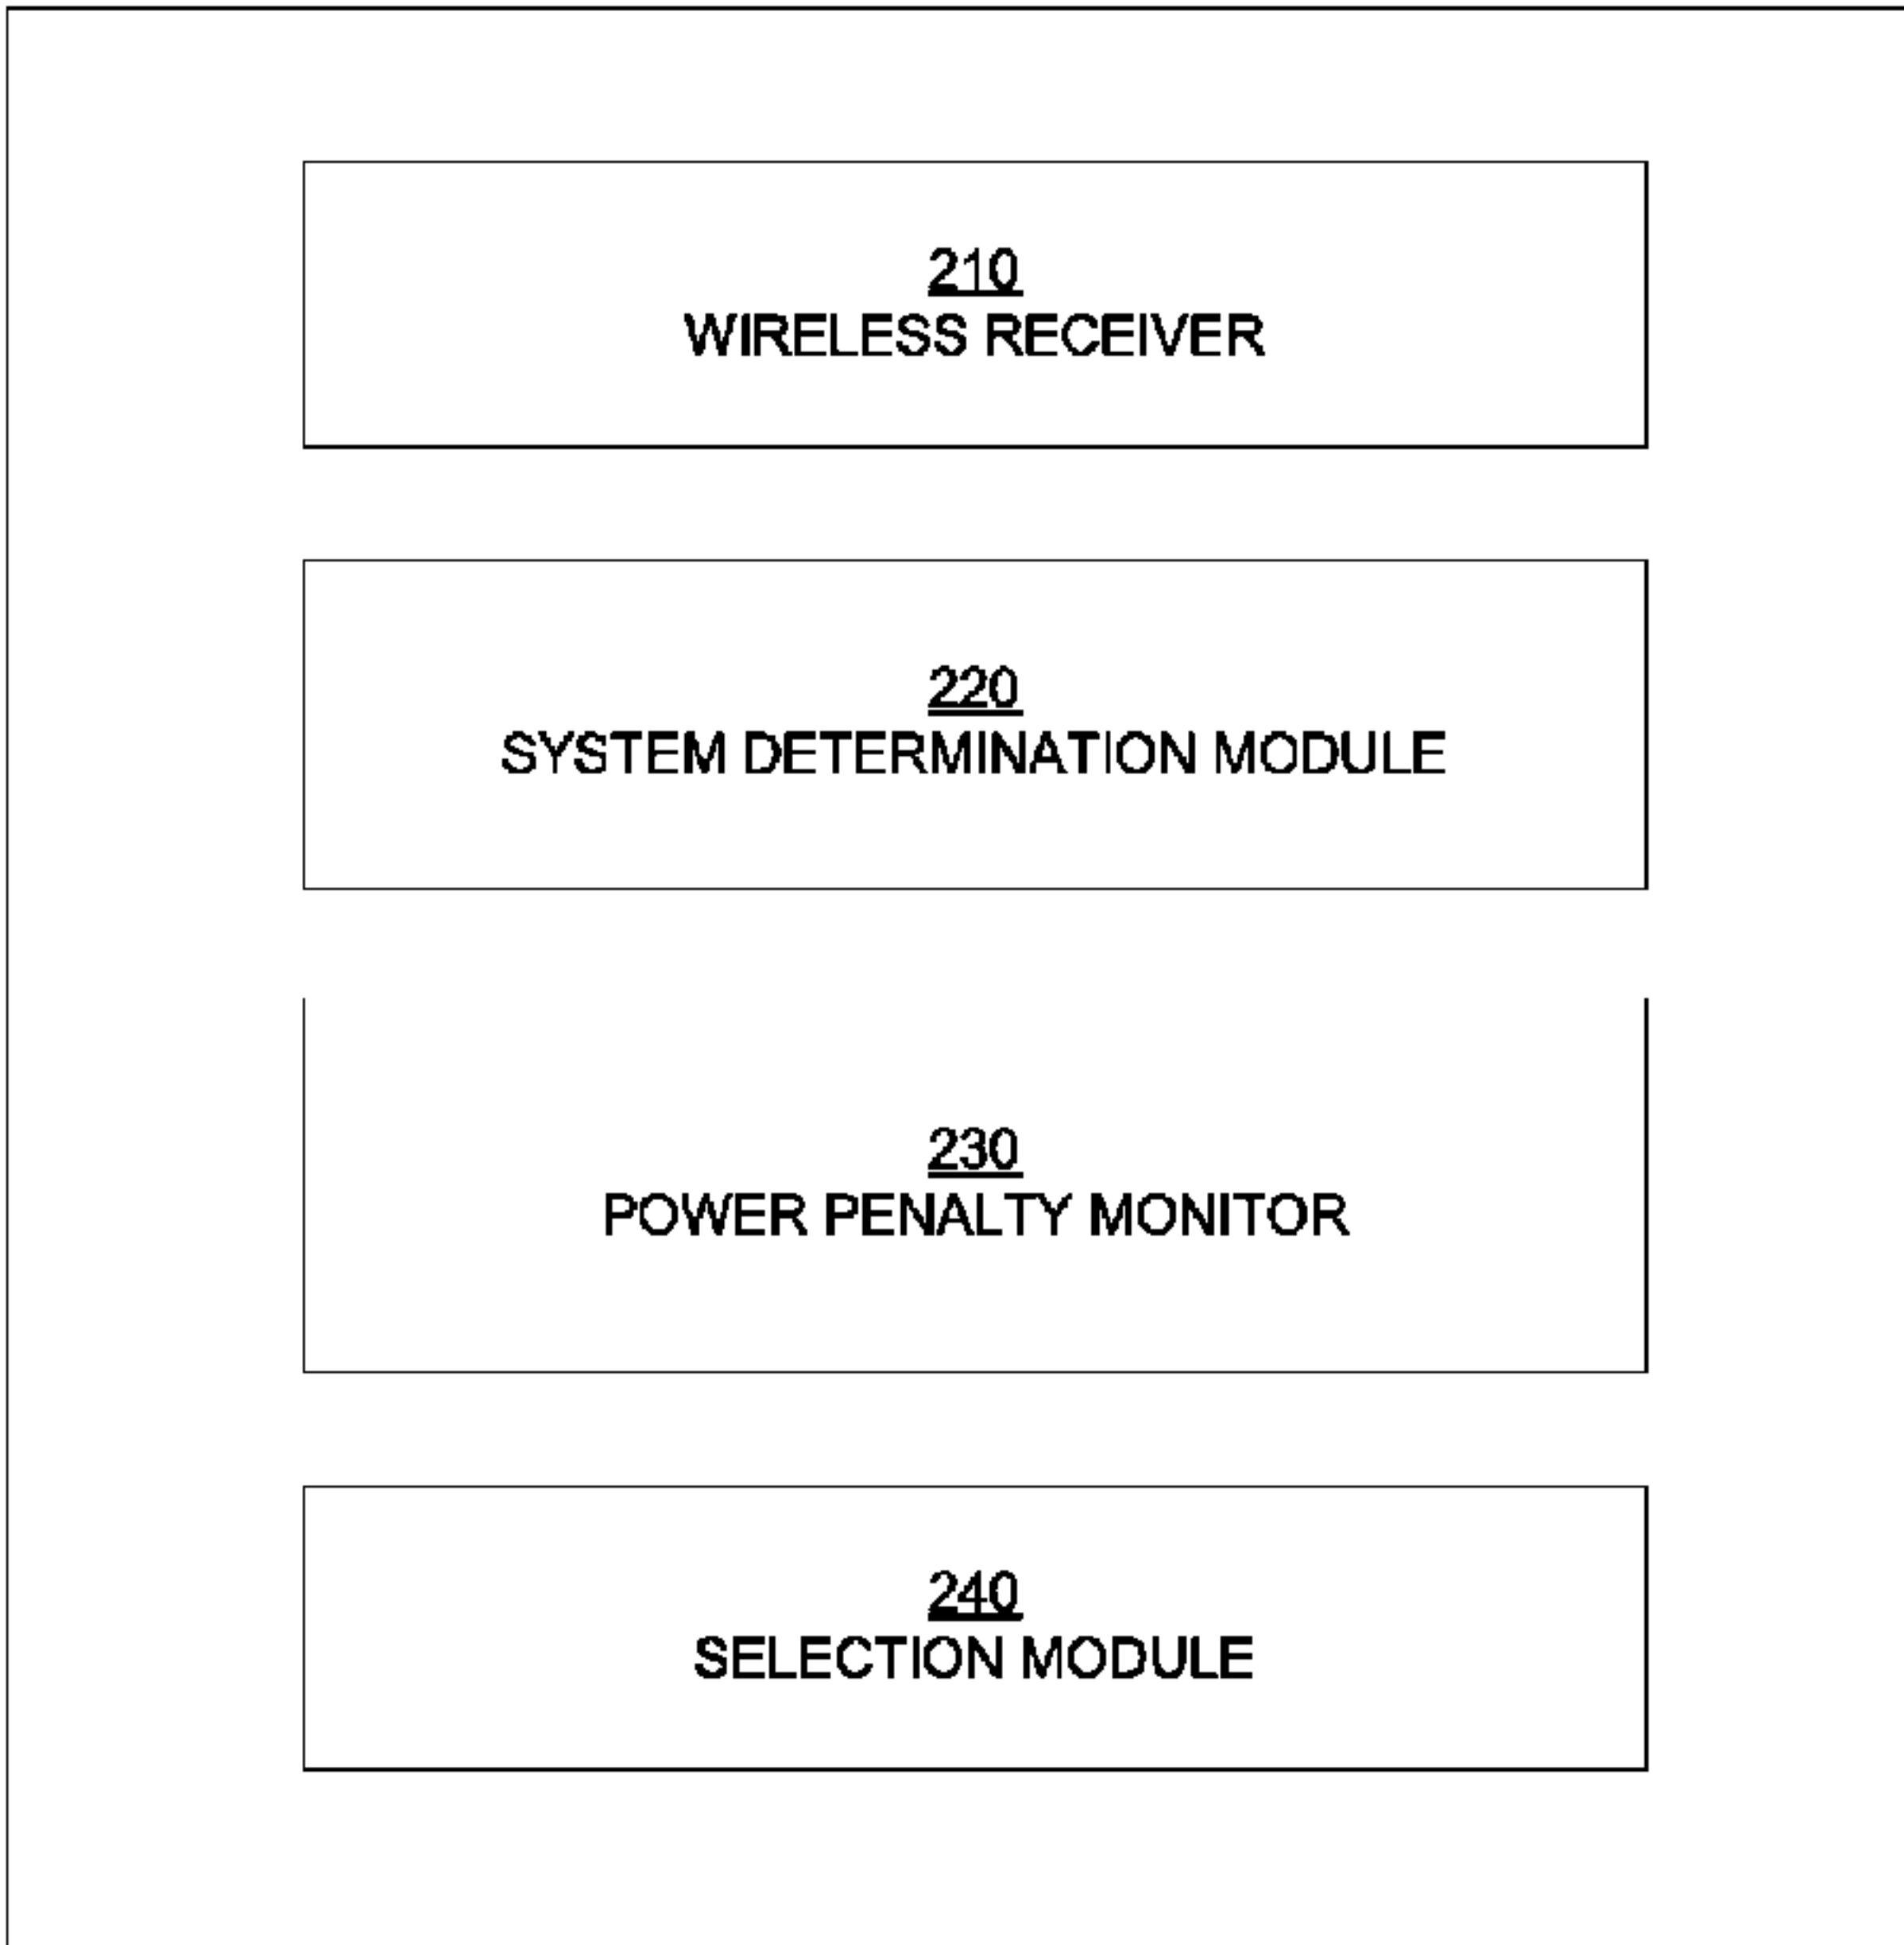 210
WIRELESS RECEIVER
220
SYSTEM DETERMINATION MODULE
230
POWER PENALTY MONITOR
240
SELECTION MODULE